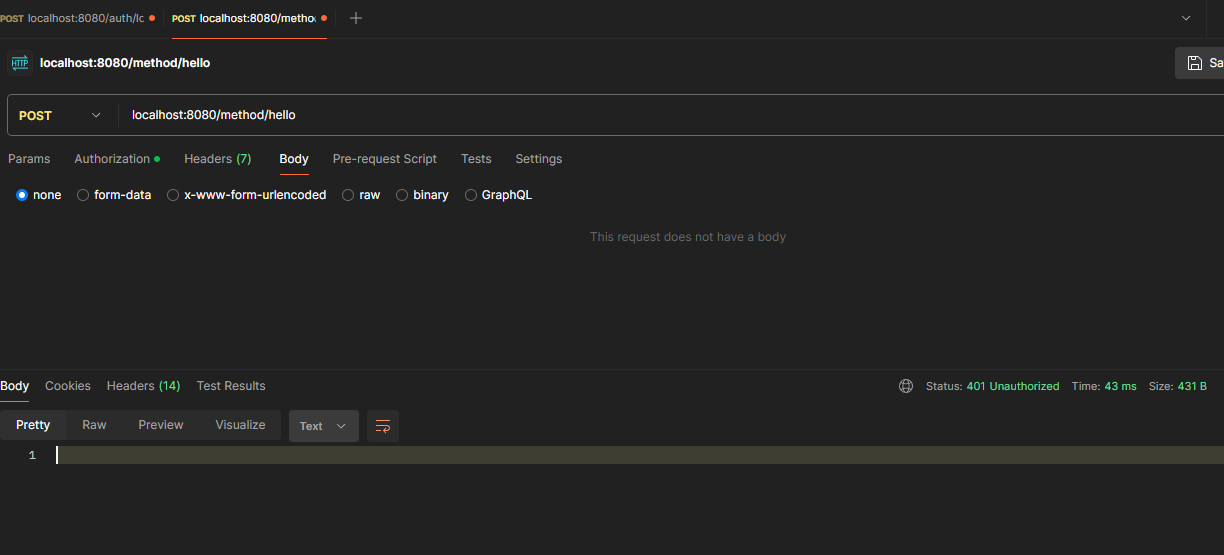 POST localhost:8080/auth/lc POST localhost:8080/metho
HTTP localhost:8080/method/hello Sa
POST localhost:8080/method/hello
Params Authorization Headers (7) Body Pre-request Script Tests Settings
none form-data x-www-form-urlencoded raw binary GraphQL
This request does not have a body
Body Cookies Headers (14) Test Results Status: 401 Unauthorized Time: 43 ms Size: 431 B
Pretty Raw Preview Visualize Text
1